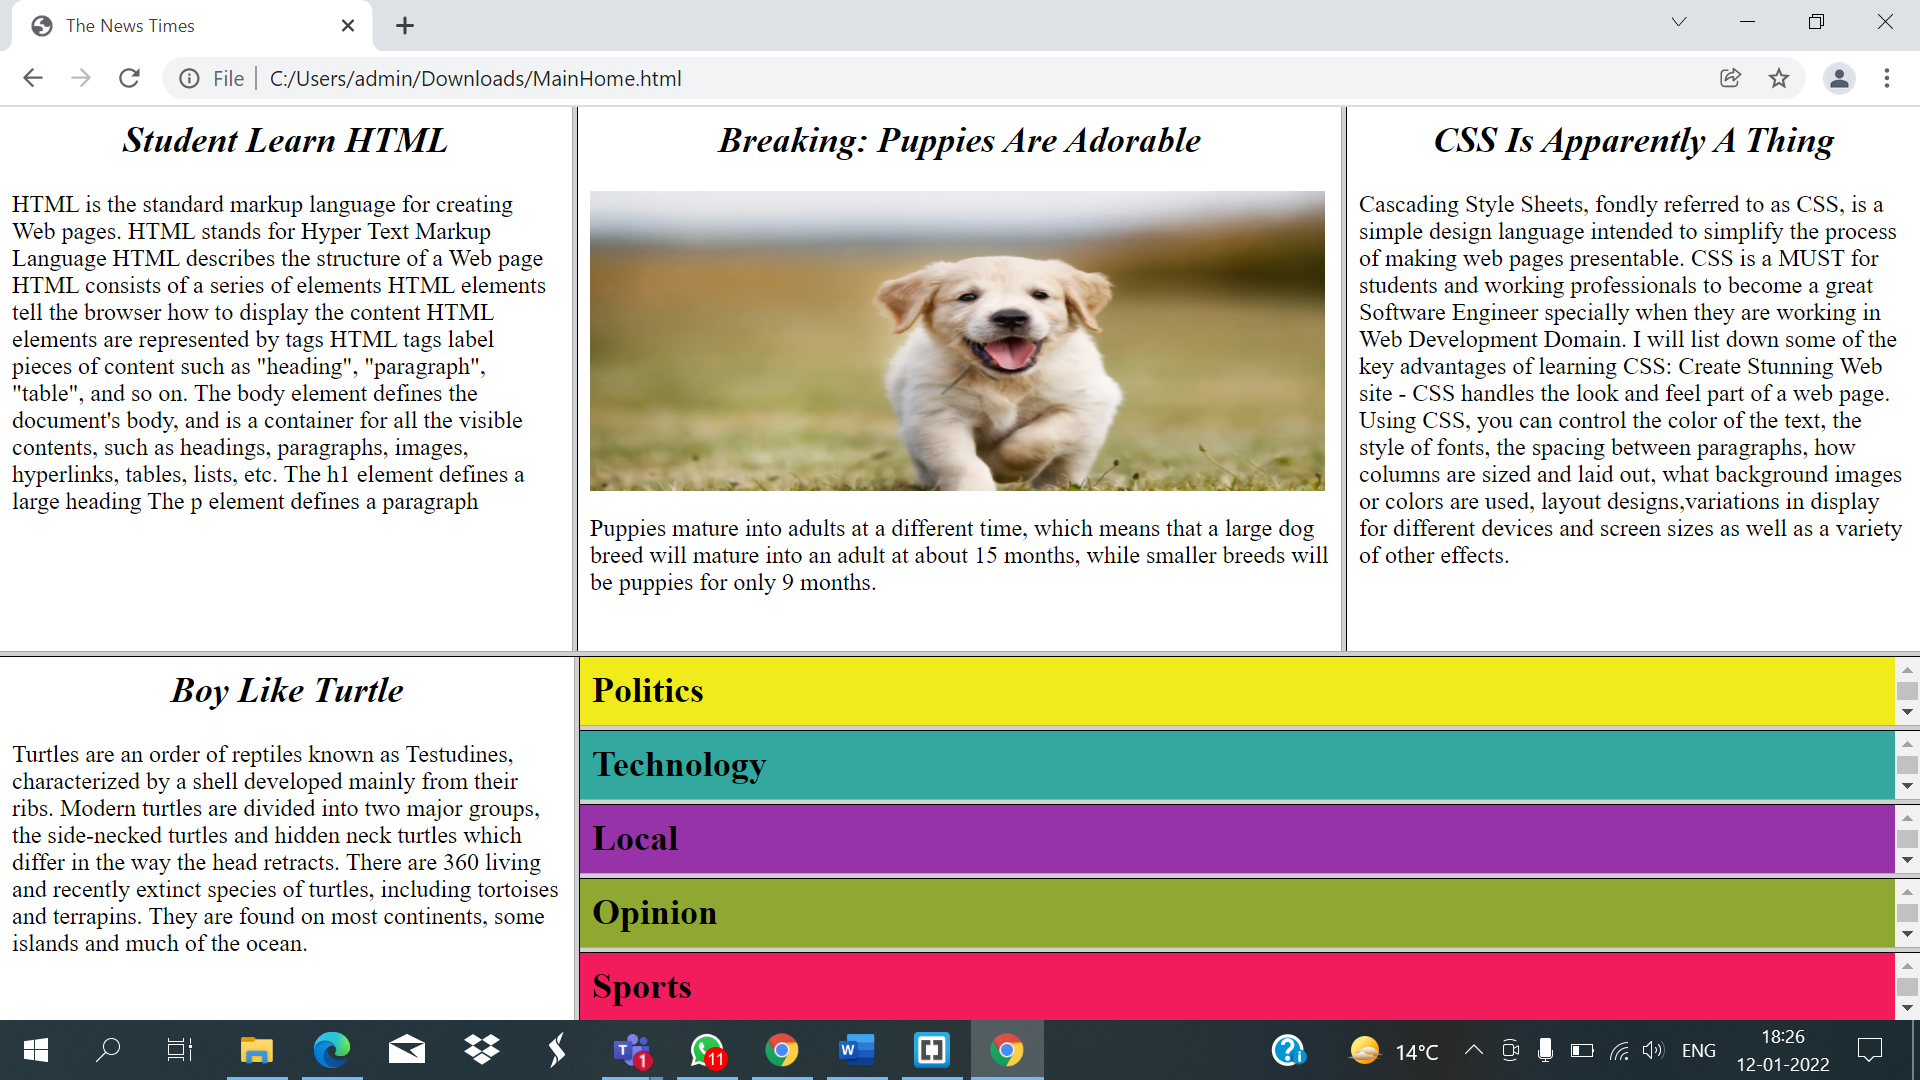 The News Times
File
C:/Users/admin/Downloads/MainHome.html
Student Learn HTML
HTML is the standard markup language for creating
Web pages. HTML stands for Hyper Text Markup
Language HTML describes the structure of a Web page
HTML consists of a series of elements HTML elements
tell the browser how to display the content HTML
elements are represented by tags HTML tags label
pieces of content such as "heading", "paragraph",
"table", and so on. The body element defines the
document's body, and is a container for all the visible
contents, such as headings, paragraphs, images,
hyperlinks, tables, lists, etc. The h1 element defines a
large heading The p element defines a paragraph
Breaking: Puppies Are Adorable
Puppies mature into adults at a different time, which means that a large dog
breed will mature into an adult at about 15 months, while smaller breeds will
be puppies for only 9 months.
CSS Is Apparently A Thing
Cascading Style Sheets, fondly referred to as CSS, is a
simple design language intended to simplify the process
of making web pages presentable. CSS is a MUST for
students and working professionals to become a great
Software Engineer specially when they are working in
Web Development Domain. I will list down some of the
key advantages of learning CSS: Create Stunning Web
site - CSS handles the look and feel part of a web page.
Using CSS, you can control the color of the text, the
style of fonts, the spacing between paragraphs, how
columns are sized and laid out, what background images
or colors are used, layout designs,variations in display
for different devices and screen sizes as well as a variety
of other effects.
Boy Like Turtle
Turtles are an order of reptiles known as Testudines,
characterized by a shell developed mainly from their
ribs. Modern turtles are divided into two major groups,
the side-necked turtles and hidden neck turtles which
differ in the way the head retracts. There are 360 living
and recently extinct species of turtles, including tortoises
and terrapins. They are found on most continents, some
islands and much of the ocean.
Politics
Technology
Local
Opinion
Sports
T
1
11
W
14°C
ENG
18:26
12-01-2022